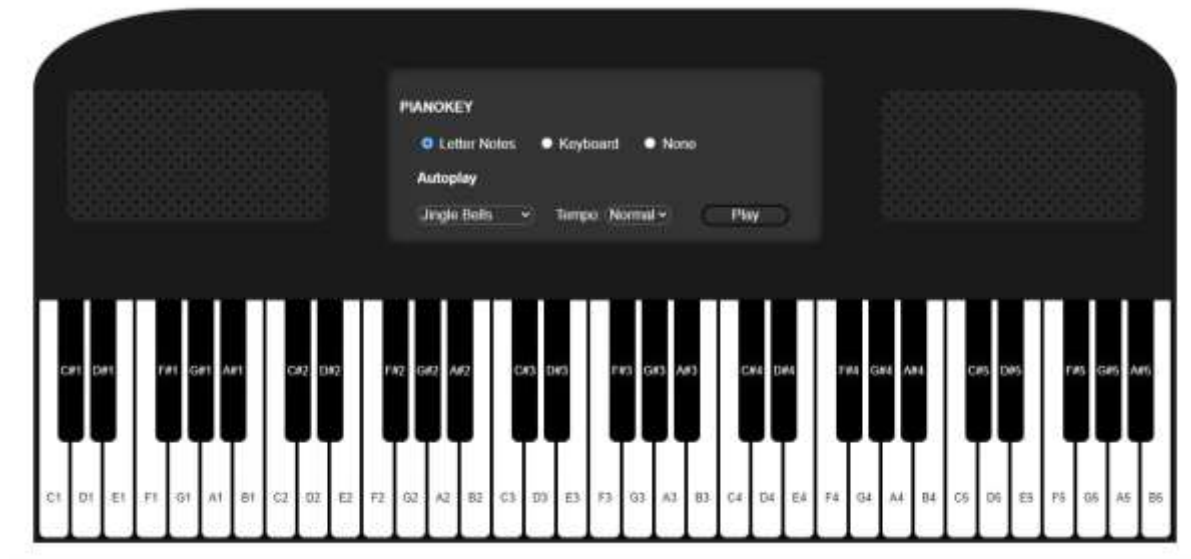 PIANOKEY
Letter Notes Keyboard None
Autoplay
Jingle Bells Tempo Normal Play
C#1 D#1 F#1 G#1 A#1 C#2 D#2 F#2 G#2 A#2 C#3 D#3 F#3 G#3 A#3 C#4 D#4 F#4 G#4 A#4 C#5 D#5 F#5 G#5 A#5
C1 D1 E1 F1 G1 A1 B1 C2 D2 E2 F2 G2 A2 B2 C3 D3 E3 F3 G3 A3 B3 C4 D4 E4 F4 G4 A4 B4 C5 D5 E5 F5 G5 A5 B5